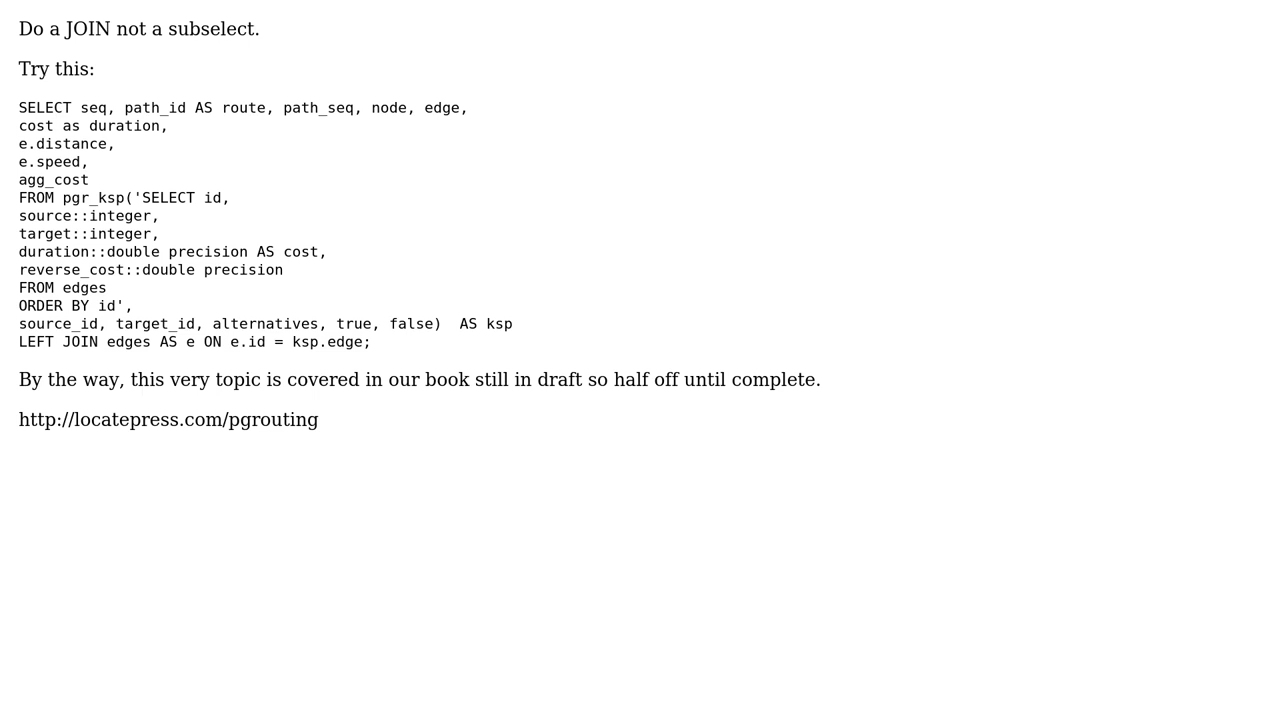 Do a JOIN not a subselect.
Try this:
SELECT seq, path_id AS route, path_seq, node, edge,
cost as duration,
e.distance,
e.speed,
agg_cost
FROM pgr_ksp('SELECT id,
source::integer,
target::integer,
duration::double precision AS cost,
reverse_cost::double precision
FROM edges
ORDER BY id',
source_id, target_id, alternatives, true, false)  AS ksp
LEFT JOIN edges AS e ON e.id = ksp.edge;
By the way, this very topic is covered in our book still in draft so half off until complete.
http://locatepress.com/pgrouting